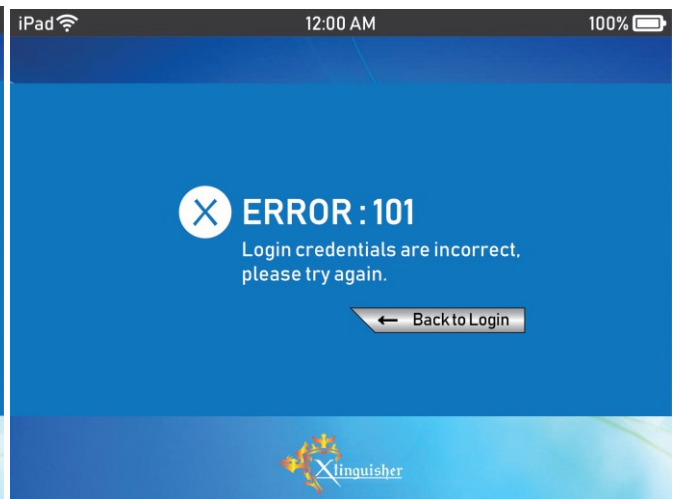 iPad 12:00 AM 100%
ERROR : 101
Login credentials are incorrect,
please try again.
← Back to Login
Xlinguisher